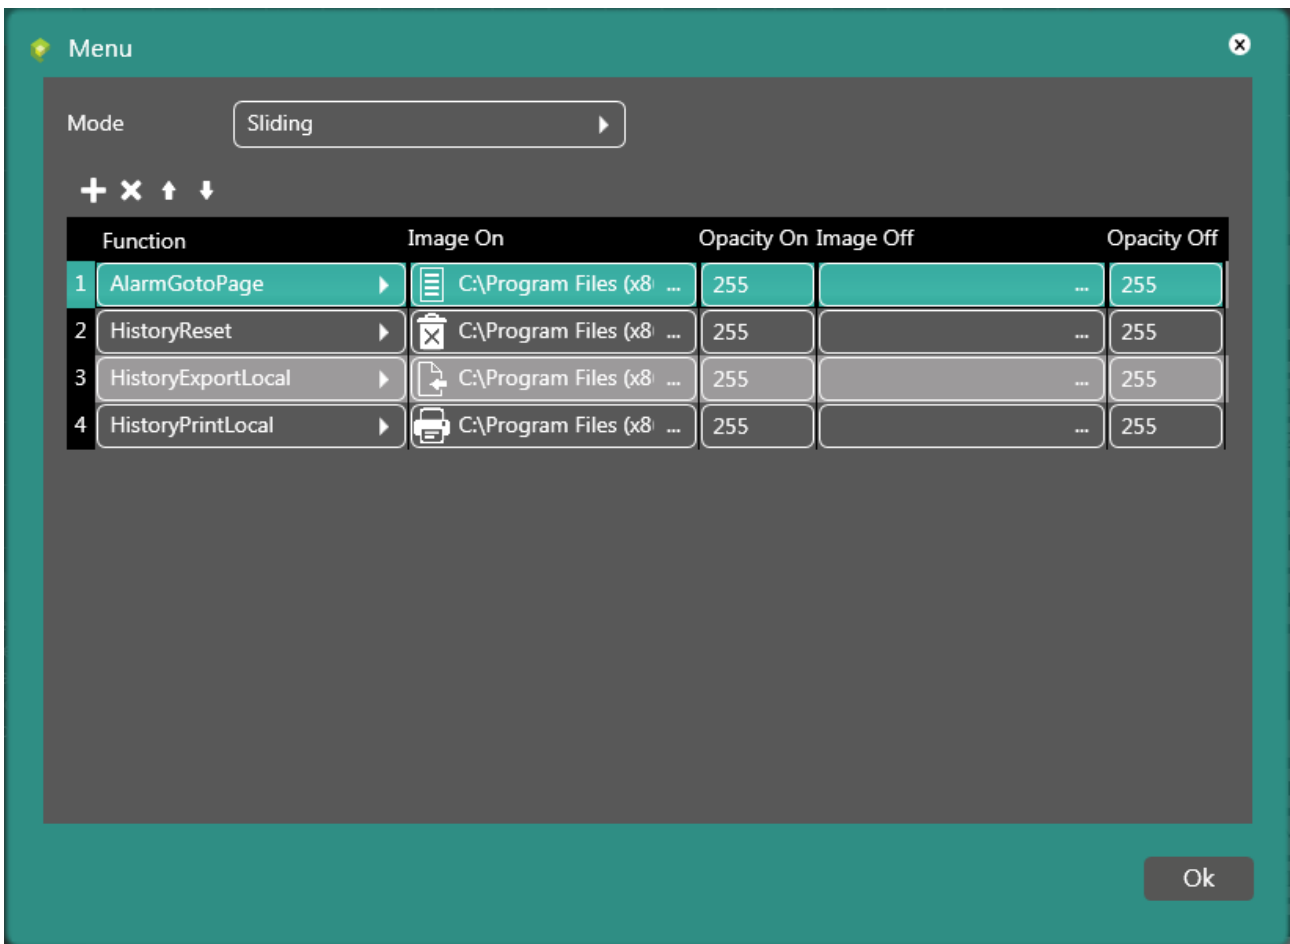 Menu
Mode Sliding
Function Image On Opacity On Image Off Opacity Off
1 AlarmGotoPage C:\Program Files (x8 ... 255 ... 255
2 HistoryReset C:\Program Files (x8 ... 255 ... 255
3 HistoryExportLocal C:\Program Files (x8 ... 255 ... 255
4 HistoryPrintLocal C:\Program Files (x8 ... 255 ... 255
Ok